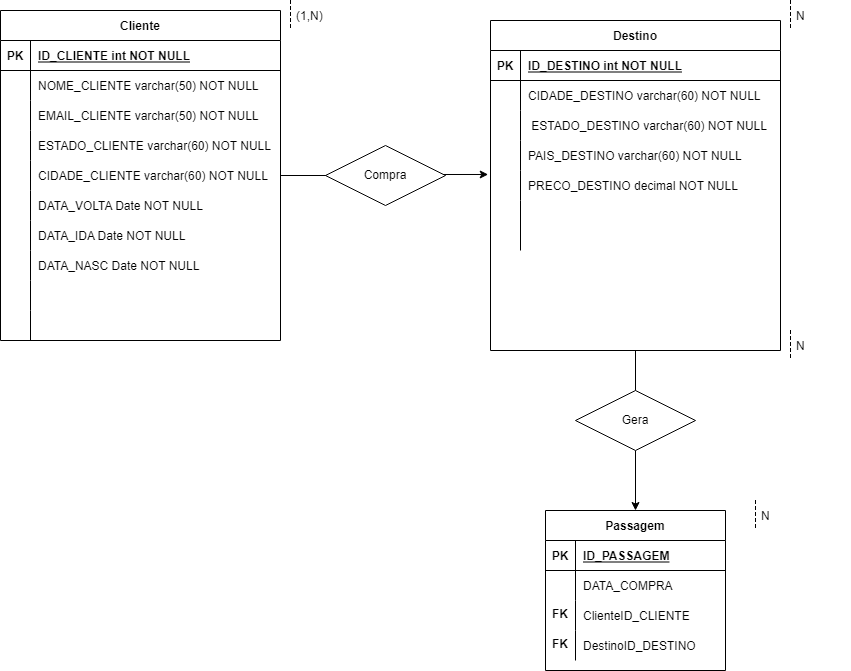 Cliente
(1,N)
PK ID_CLIENTE int NOT NULL
NOME_CLIENTE varchar(50) NOT NULL
EMAIL_CLIENTE varchar(50) NOT NULL
ESTADO_CLIENTE varchar(60) NOT NULL
CIDADE_CLIENTE varchar(60) NOT NULL
DATA_VOLTA Date NOT NULL
DATA_IDA Date NOT NULL
DATA_NASC Date NOT NULL
Compra
N
Destino
PK ID_DESTINO int NOT NULL
CIDADE_DESTINO varchar(60) NOT NULL
ESTADO_DESTINO varchar(60) NOT NULL
PAIS_DESTINO varchar(60) NOT NULL
PRECO_DESTINO decimal NOT NULL
N
Gera
N
Passagem
PK ID_PASSAGEM
DATA_COMPRA
FK ClienteID_CLIENTE
FK DestinoID_DESTINO